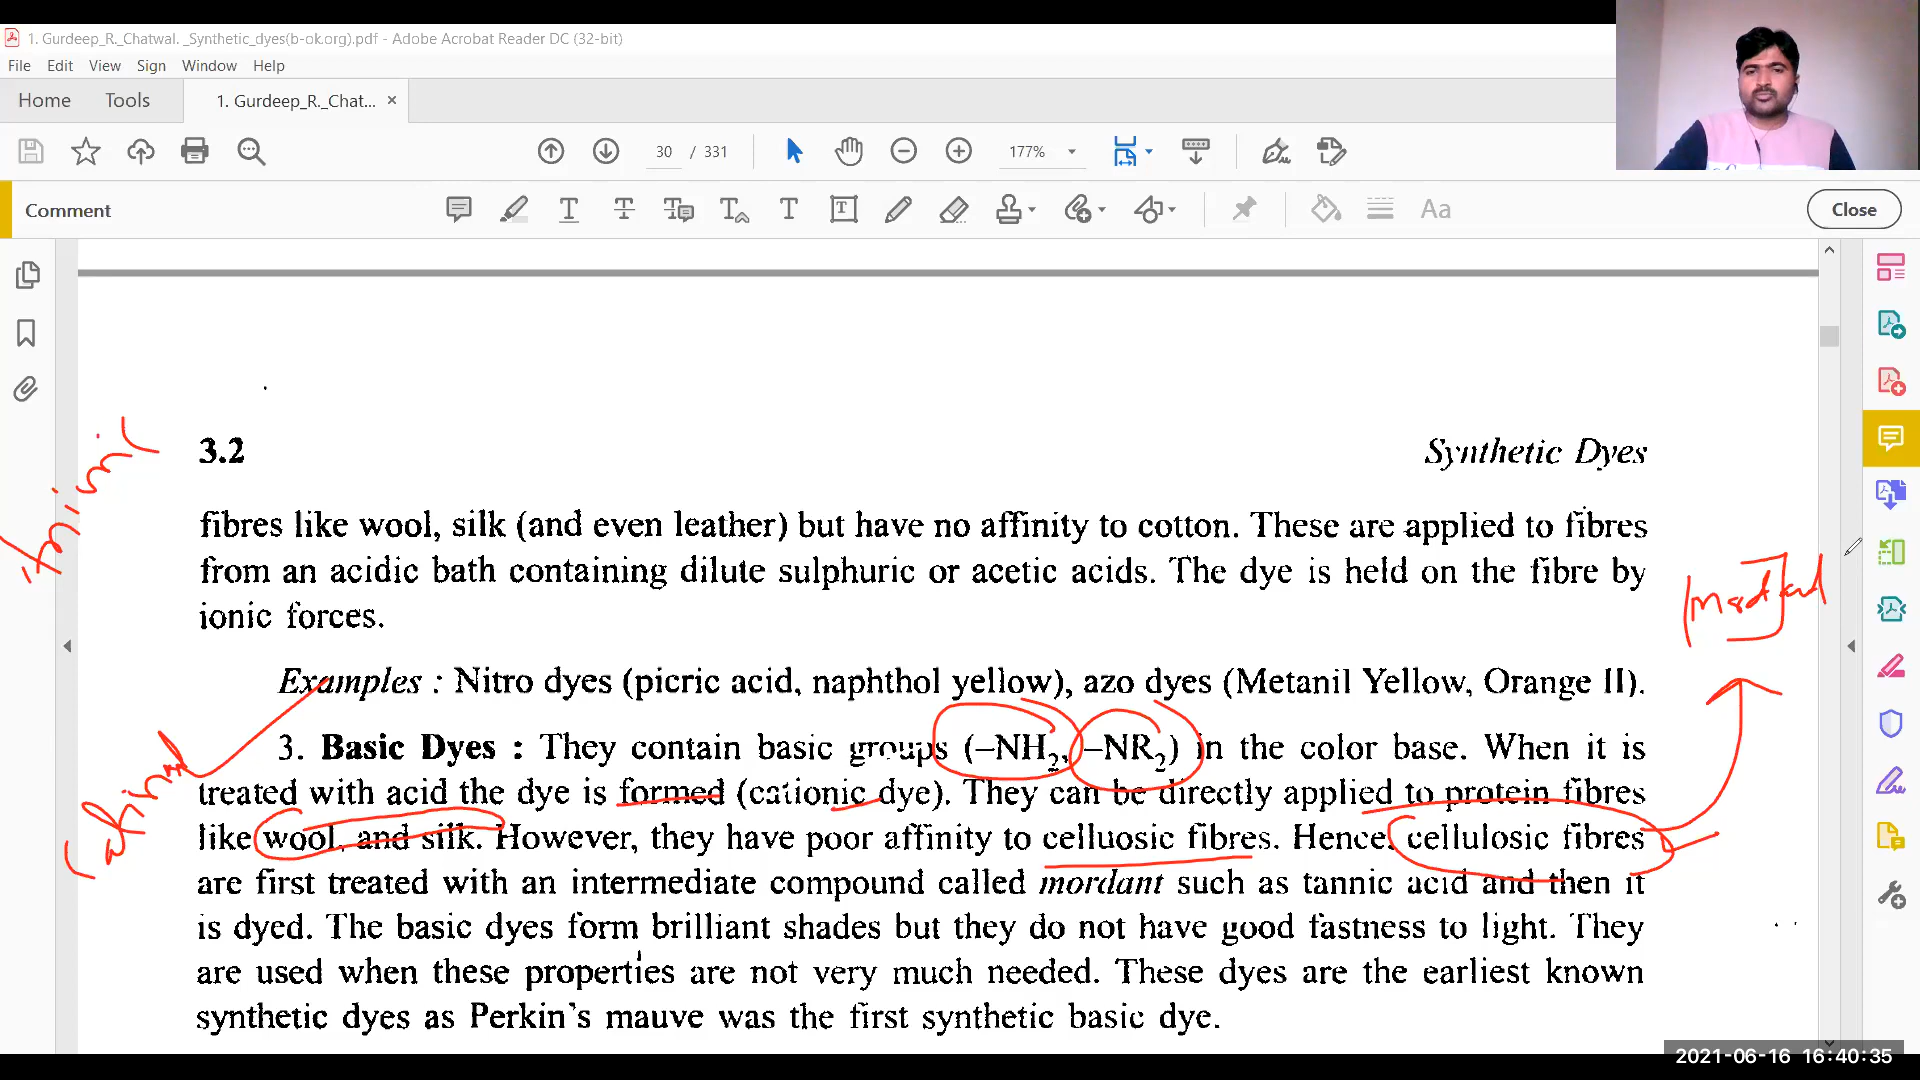 1. Gurdeep_R._Chatwal. _Synthetic_dyes(b-ok.org).pdf - Adobe Acrobat Reader DC (32-bit)
File Edit View Sign Window Help
Home Tools 1. Gurdeep_R._Chat... ×
30 / 331 177%
Comment Aa Close
3.2 Synthetic Dyes
fibres like wool, silk (and even leather) but have no affinity to cotton. These are applied to fibres
from an acidic bath containing dilute sulphuric or acetic acids. The dye is held on the fibre by
ionic forces.
Examples : Nitro dyes (picric acid, naphthol yellow), azo dyes (Metanil Yellow, Orange II).
3. Basic Dyes : They contain basic groups (–NH2, –NR2) in the color base. When it is
treated with acid the dye is formed (cationic dye). They can be directly applied to protein fibres
like wool, and silk. However, they have poor affinity to celluosic fibres. Hence, cellulosic fibres
are first treated with an intermediate compound called mordant such as tannic acid and then it
is dyed. The basic dyes form brilliant shades but they do not have good fastness to light. They
are used when these properties are not very much needed. These dyes are the earliest known
synthetic dyes as Perkin's mauve was the first synthetic basic dye.
2021-06-16 16:40:35